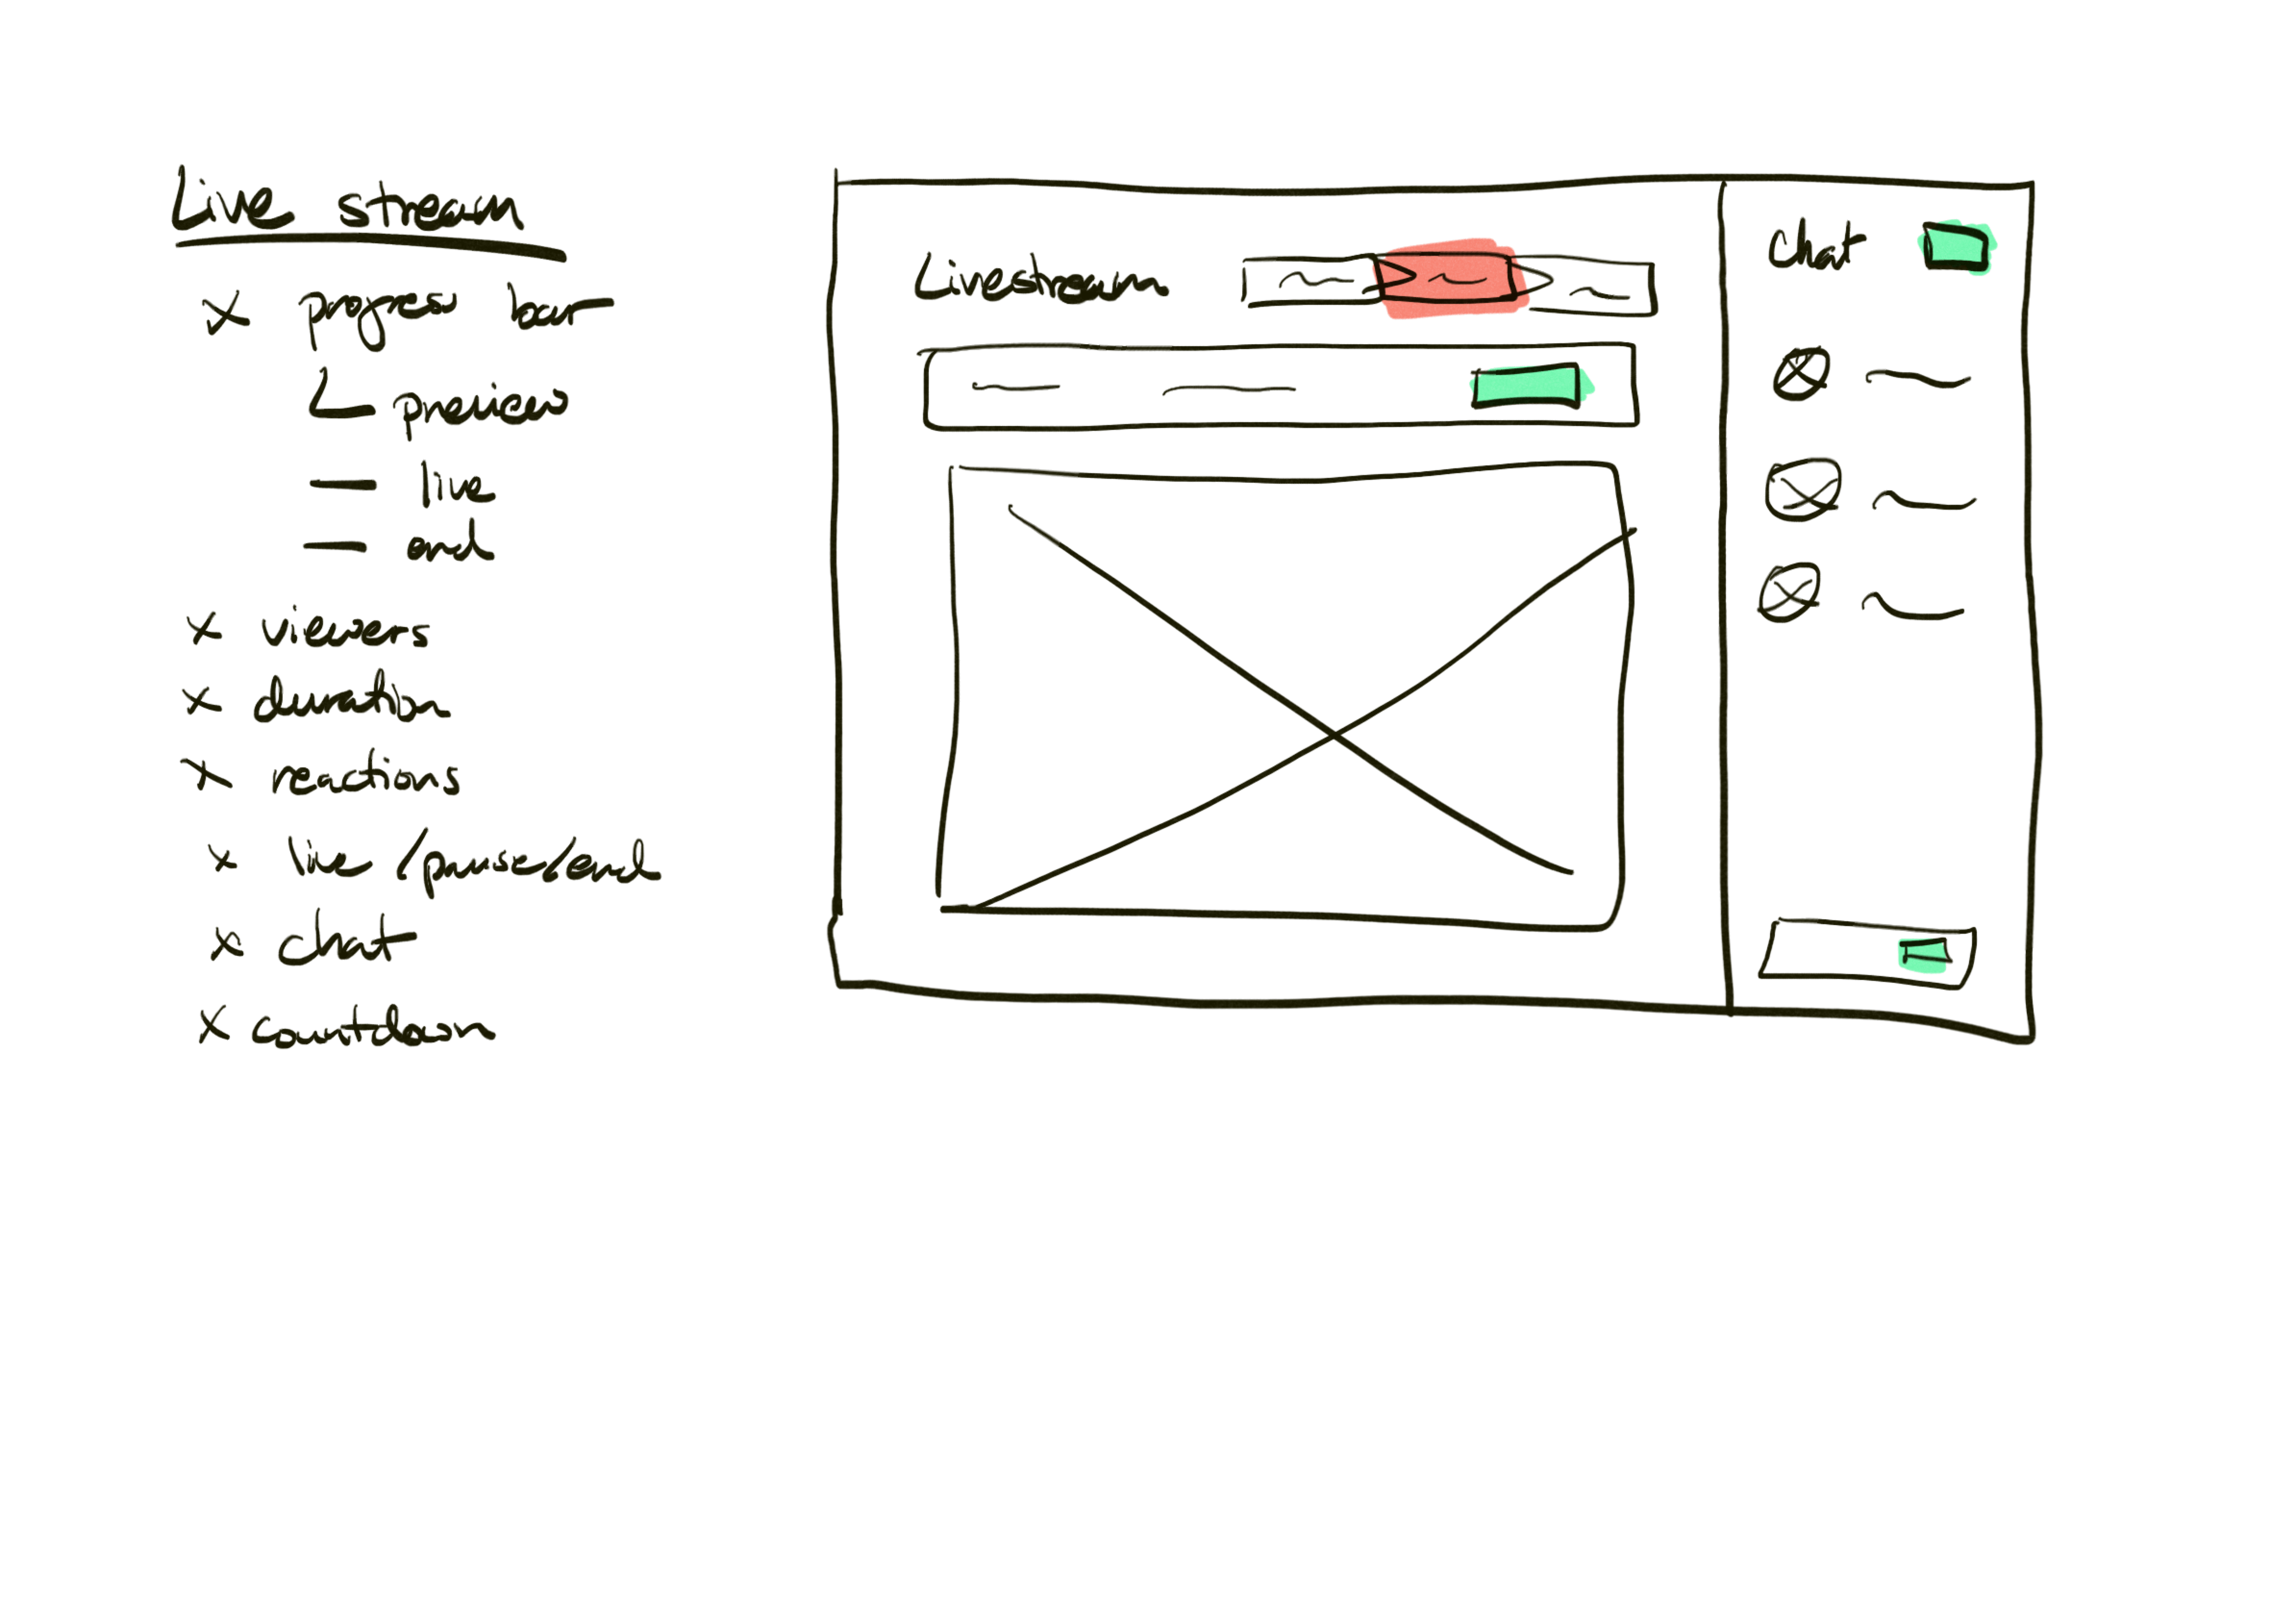 Live stream
x progress bar
preview
— live
— end
x viewers
x duration
x reactions
x live/pause/end
x chat
x countdown
Livestream
Chat